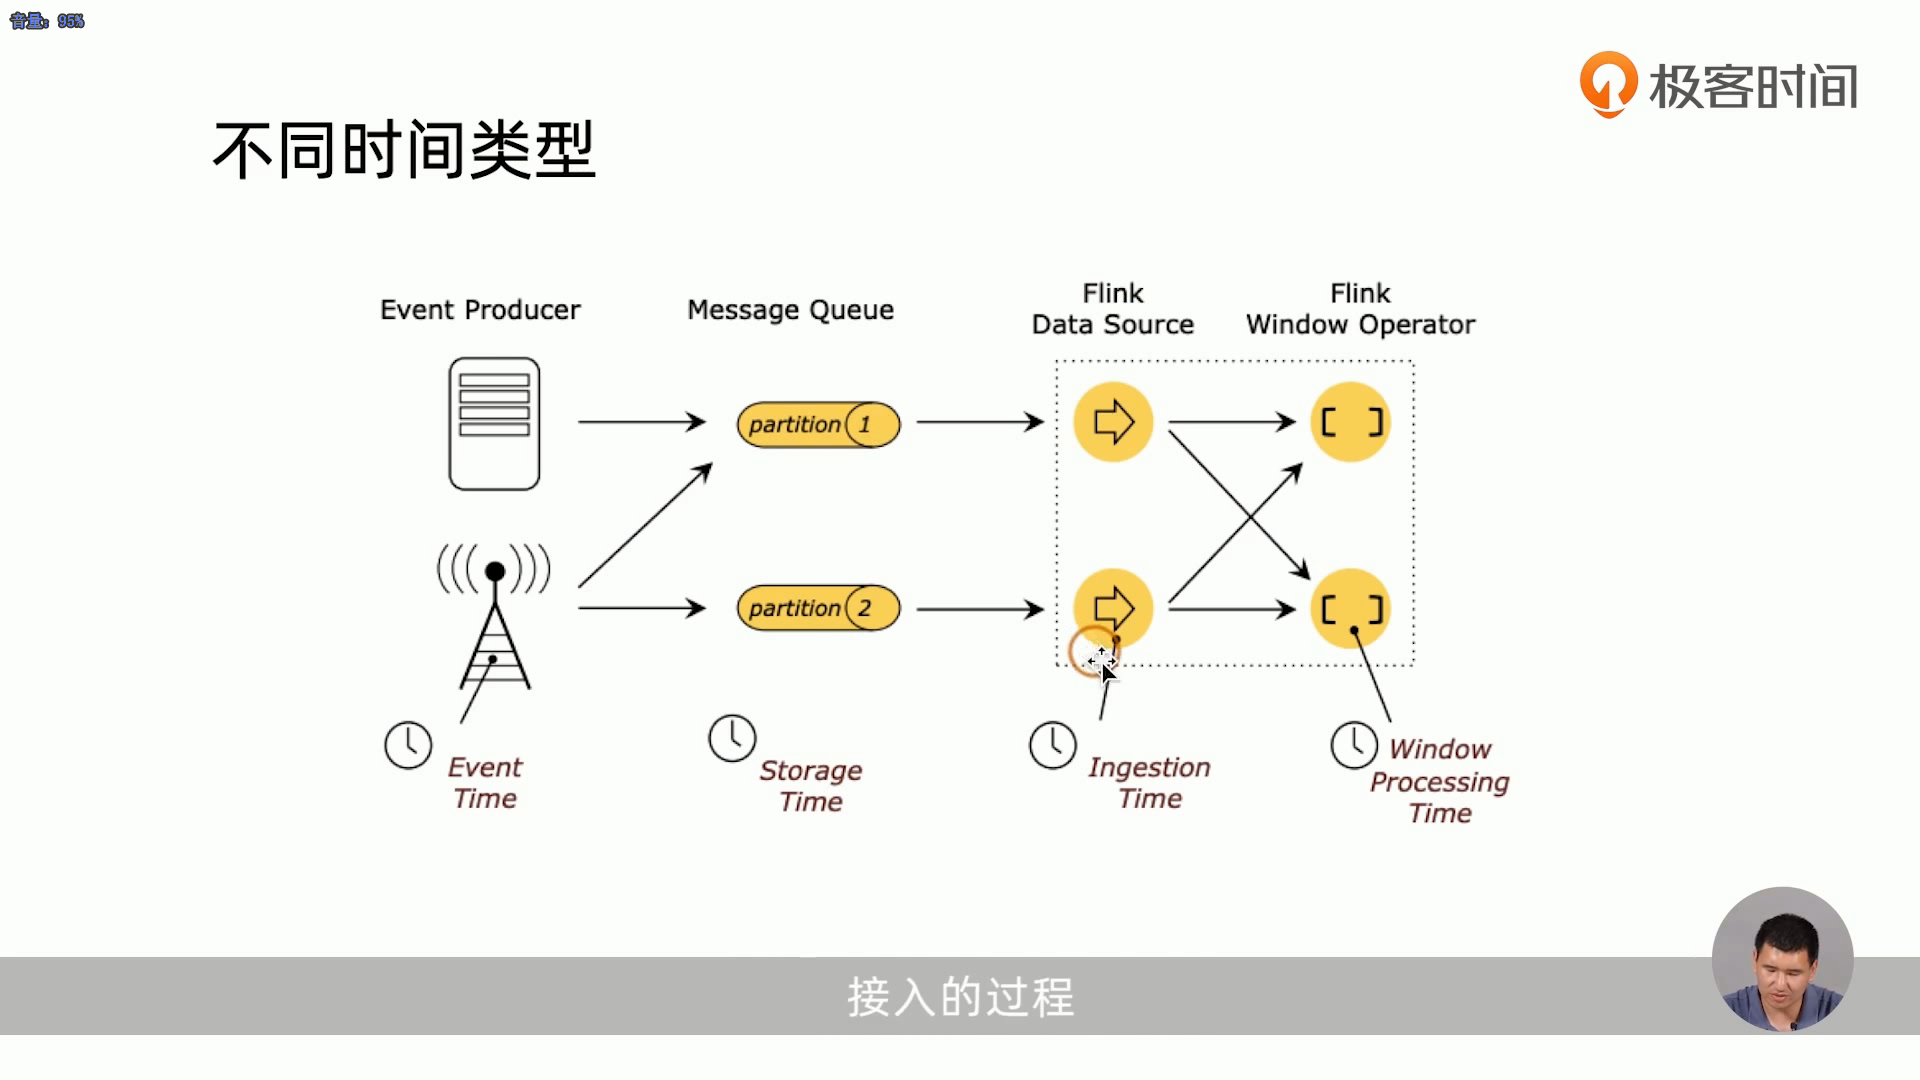 音量: 95%
极客时间
不同时间类型
Event Producer
Message Queue
Flink
Data Source
Flink
Window Operator
partition 1
partition 2
Event
Time
Storage
Time
Ingestion
Time
Window
Processing
Time
接入的过程